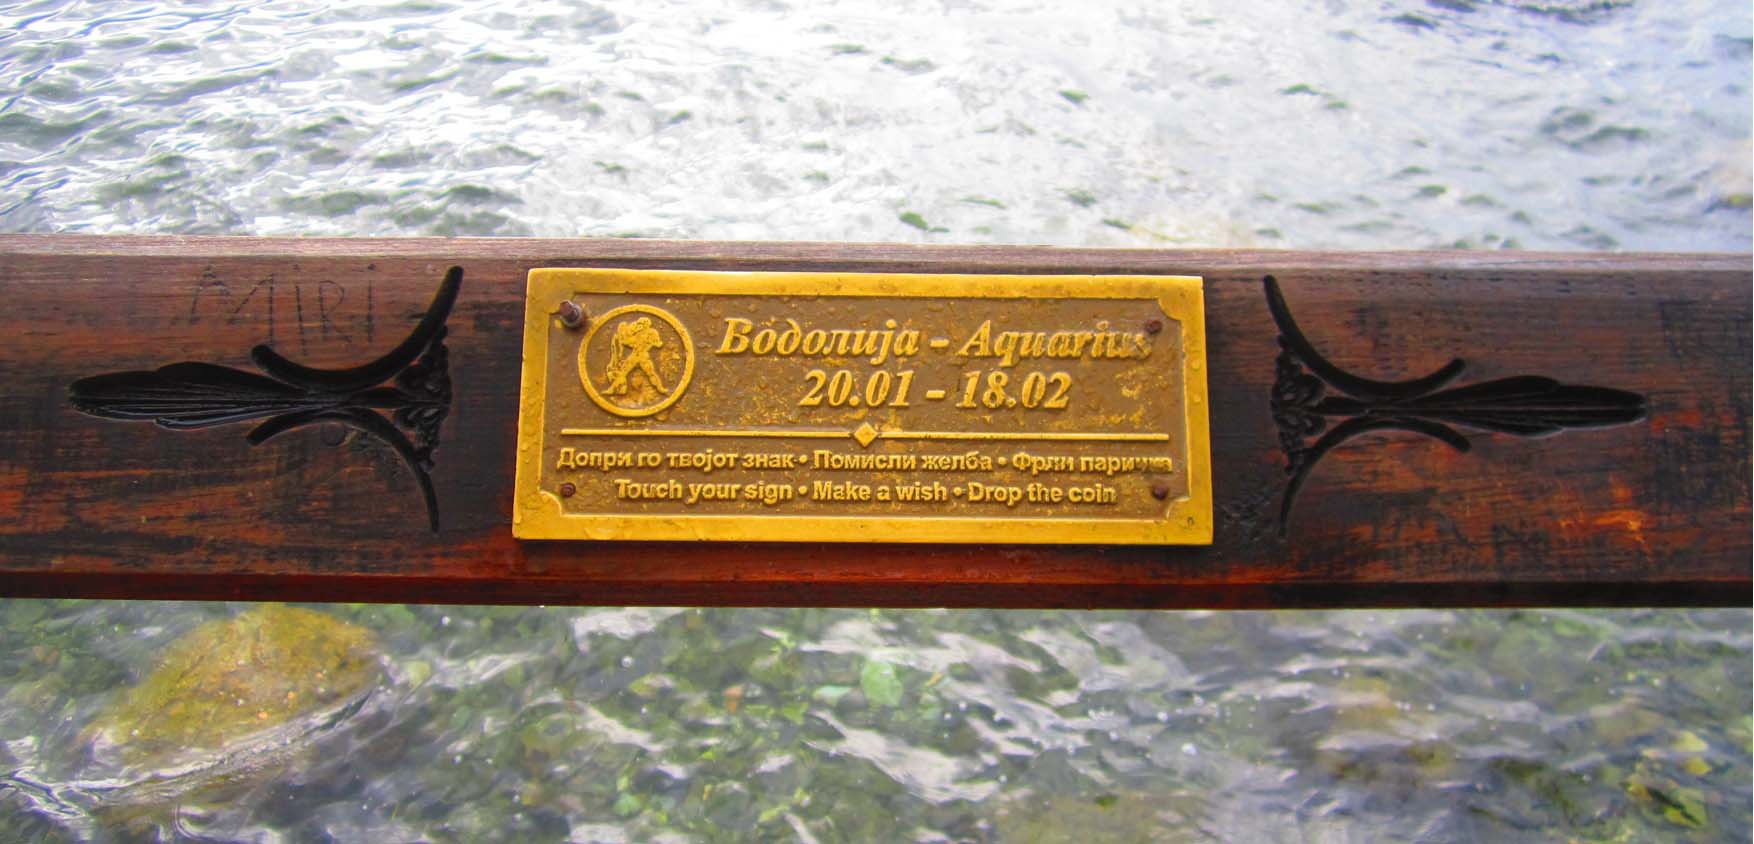 MIRI
Водолија - Aquarius
20.01 - 18.02
Допри го твојот знак • Помисли желба • Фрли паричка
Touch your sign • Make a wish • Drop the coin